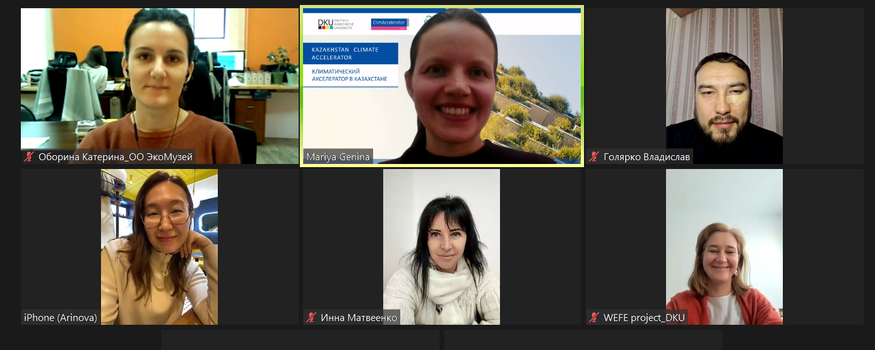 DKU
ClimAccelerator
KAZAKHSTAN CLIMATE
ACCELERATOR
КЛИМАТИЧЕСКИЙ
АКСЕЛЕРАТОР В КАЗАХСТАНЕ
Оборина Катерина_ОО ЭкоМузей
Mariya Genina
Голярко Владислав
iPhone (Arinova)
Инна Матвеенко
WEFE project_DKU